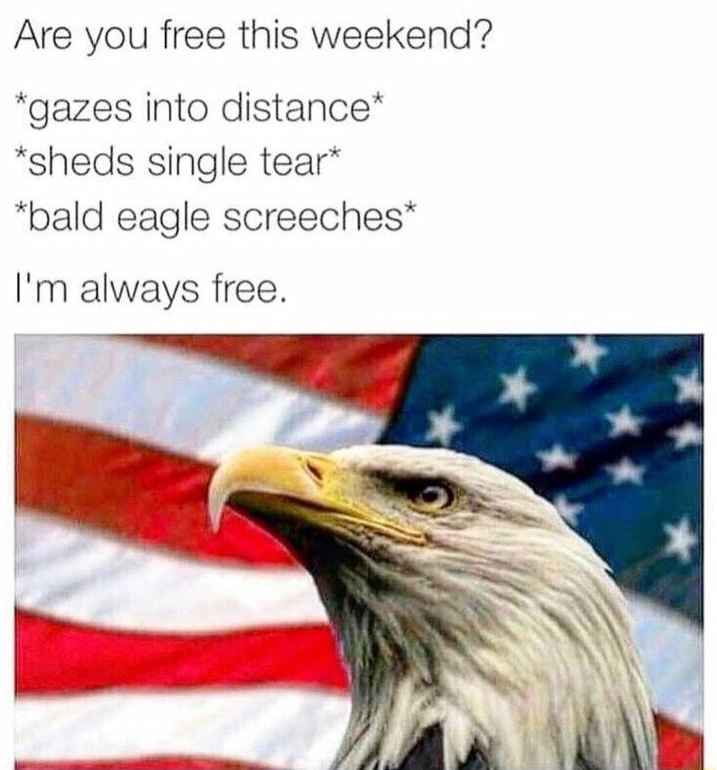 Are you free this weekend?
*gazes into distance*
*sheds single tear*
*bald eagle screeches*
I'm always free.